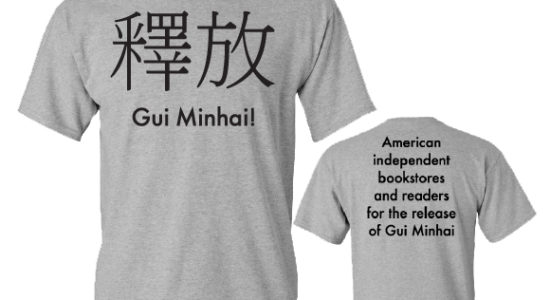 釋放
Gui Minhai!
American
independent
bookstores
and readers
for the release
of Gui Minhai